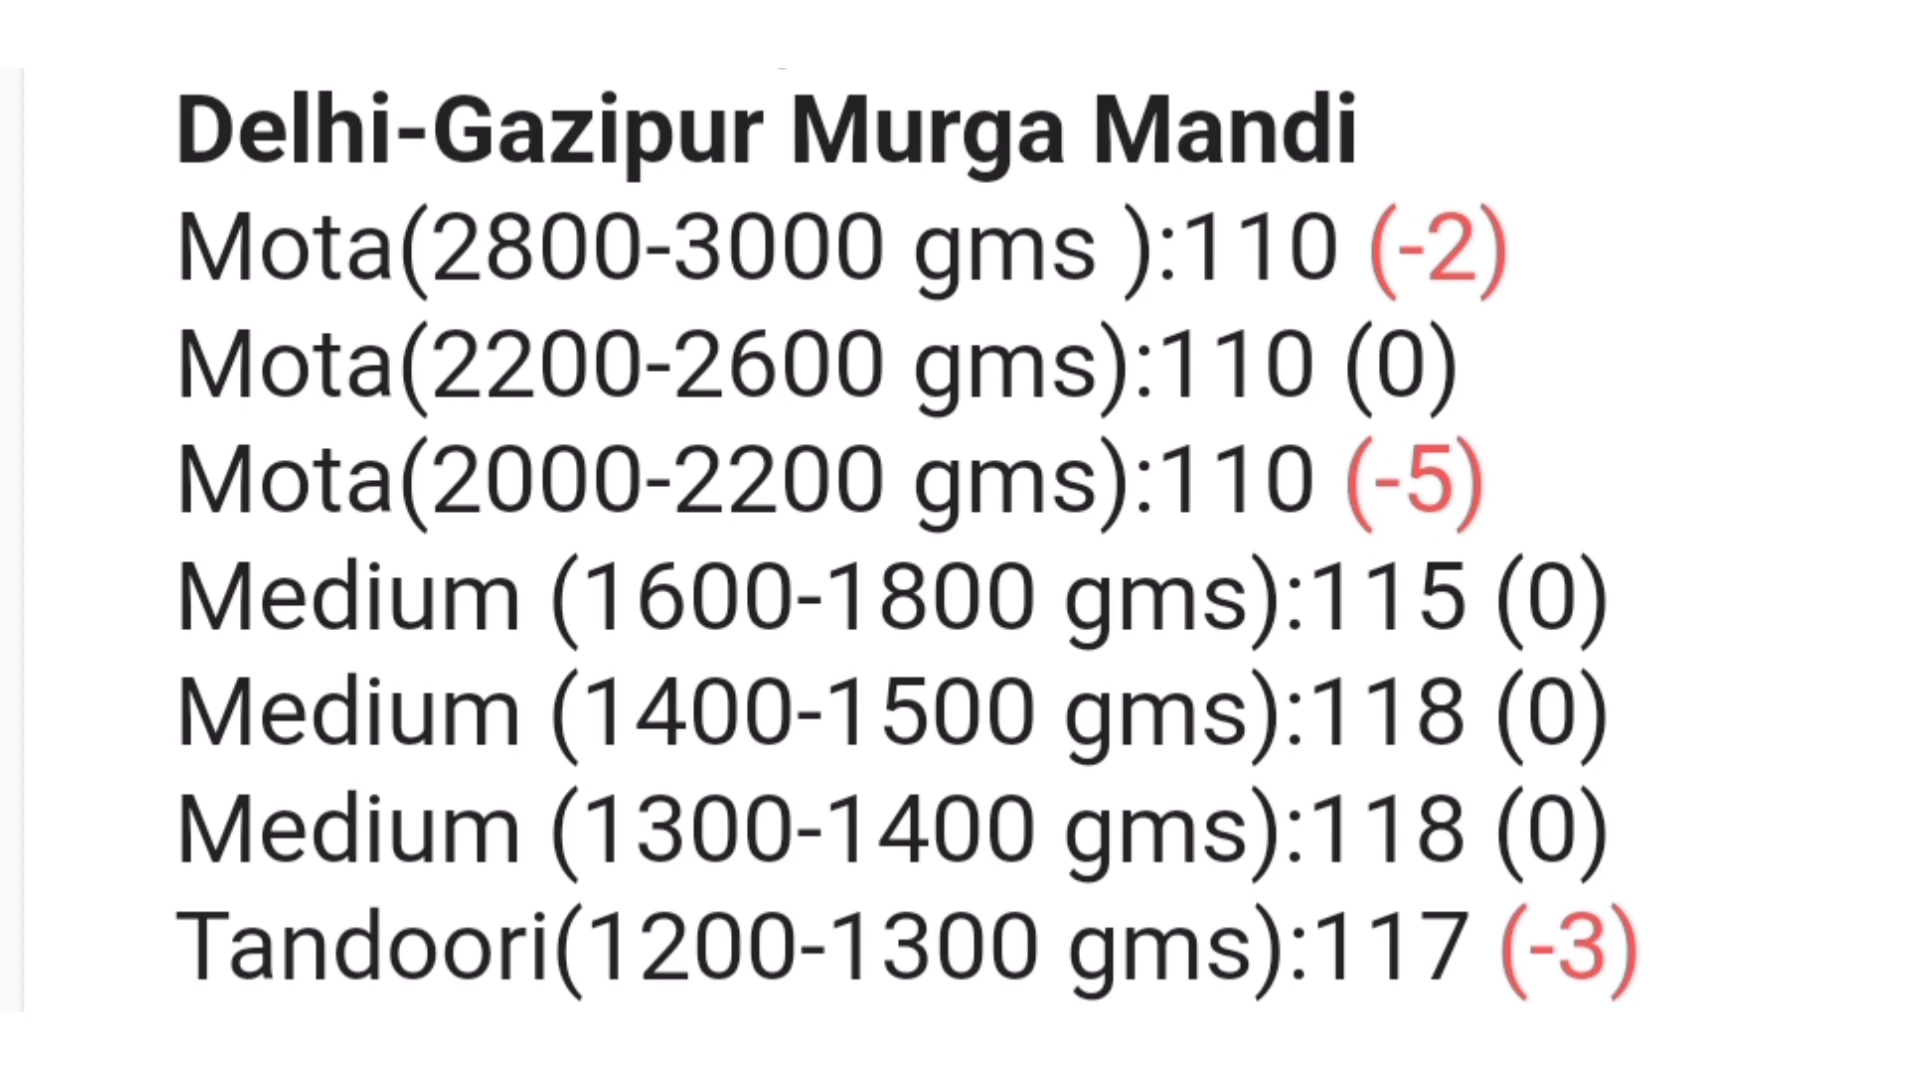 Delhi-Gazipur Murga Mandi
Mota(2800-3000 gms ):110 (-2)
Mota(2200-2600 gms):110 (0)
Mota(2000-2200 gms):110 (-5)
Medium (1600-1800 gms):115 (0)
Medium (1400-1500 gms):118 (0)
Medium (1300-1400 gms):118 (0)
Tandoori(1200-1300 gms):117 (-3)